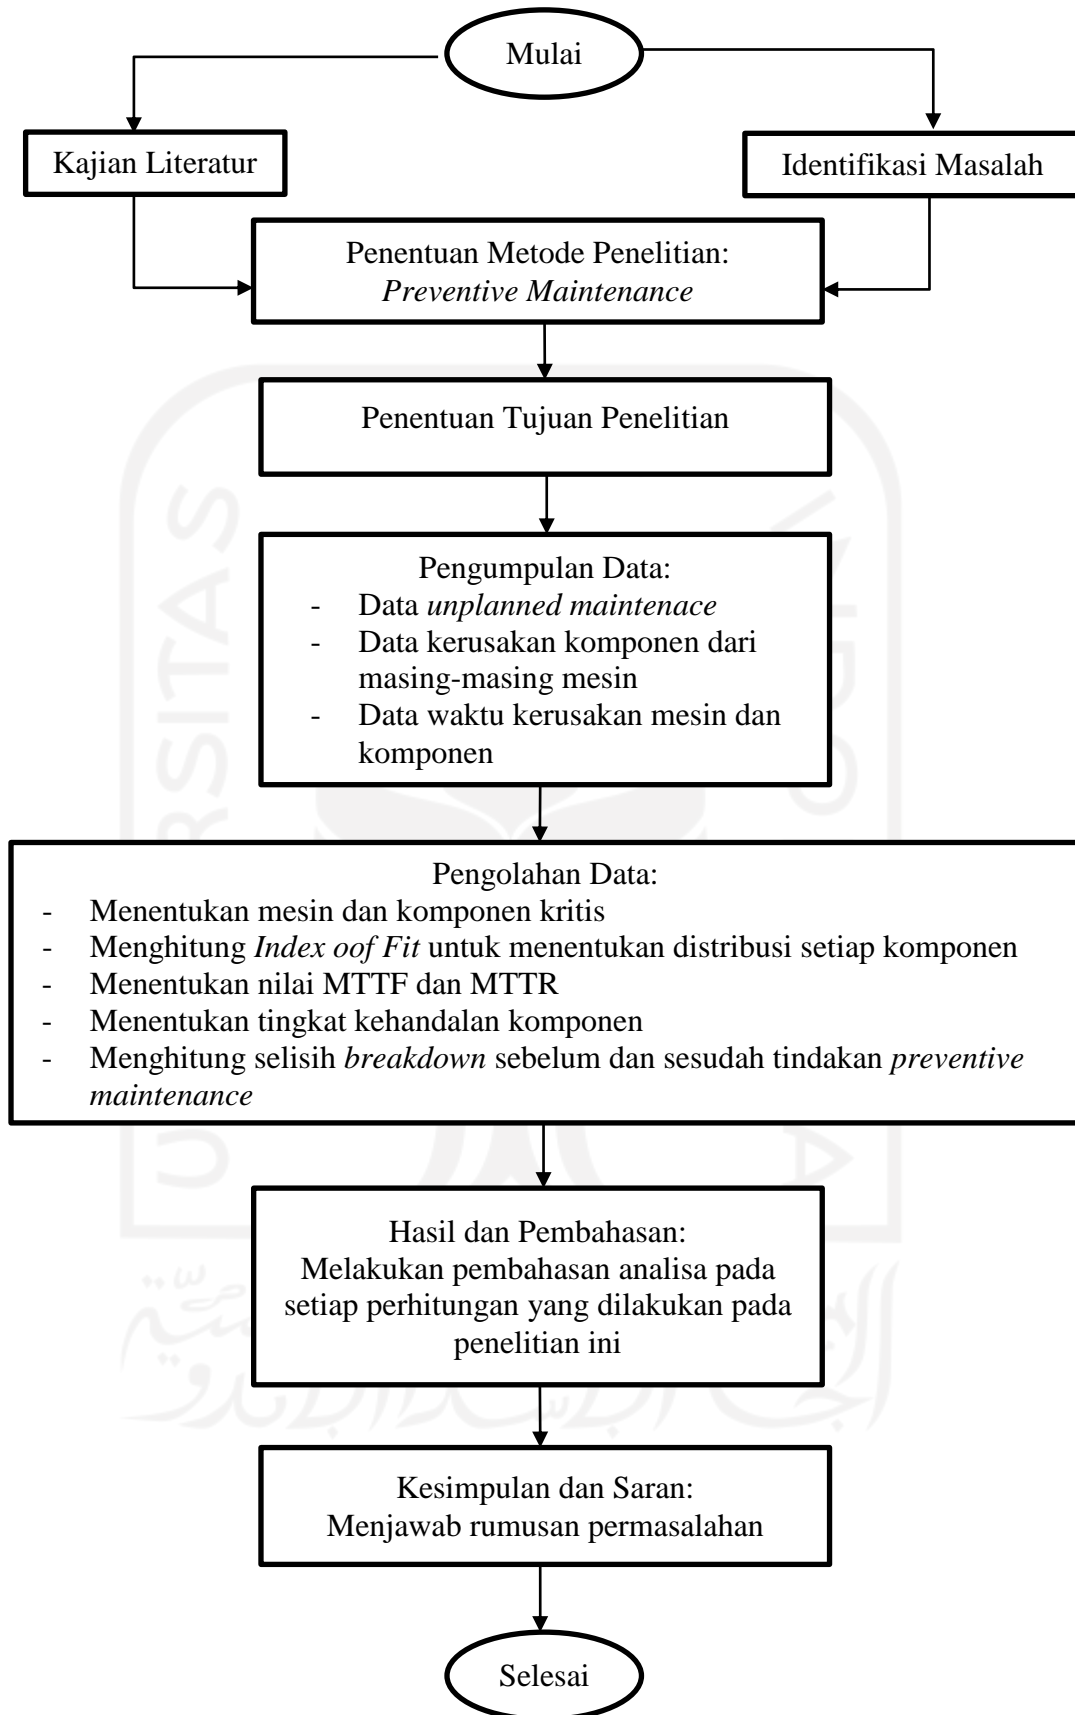 Mulai
Kajian Literatur
Identifikasi Masalah
Penentuan Metode Penelitian:
Preventive Maintenance
Penentuan Tujuan Penelitian
Pengumpulan Data:
- Data unplanned maintenace
- Data kerusakan komponen dari
masing-masing mesin
- Data waktu kerusakan mesin dan
komponen
Pengolahan Data:
- Menentukan mesin dan komponen kritis
- Menghitung Index oof Fit untuk menentukan distribusi setiap komponen
- Menentukan nilai MTTF dan MTTR
- Menentukan tingkat kehandalan komponen
- Menghitung selisih breakdown sebelum dan sesudah tindakan preventive
maintenance
Hasil dan Pembahasan:
Melakukan pembahasan analisa pada
setiap perhitungan yang dilakukan pada
penelitian ini
Kesimpulan dan Saran:
Menjawab rumusan permasalahan
Selesai